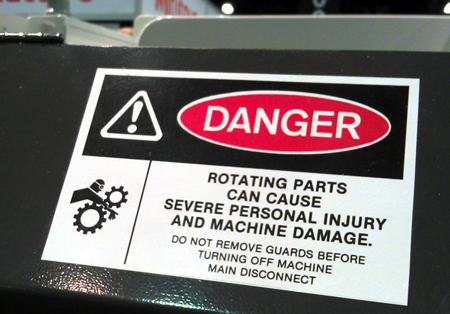 DANGER
ROTATING PARTS
CAN CAUSE
SEVERE PERSONAL INJURY
AND MACHINE DAMAGE.
DO NOT REMOVE GUARDS BEFORE
TURNING OFF MACHINE
MAIN DISCONNECT